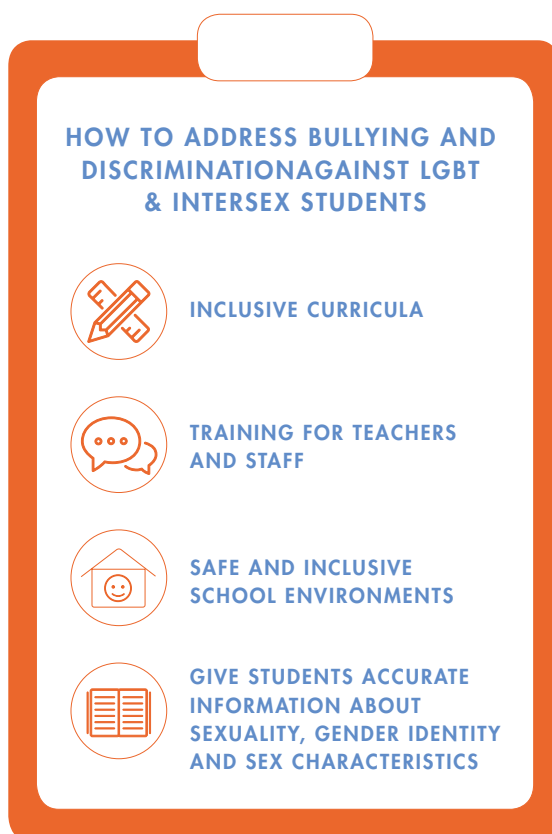 HOW TO ADDRESS BULLYING AND
DISCRIMINATIONAGAINST LGBT
& INTERSEX STUDENTS
INCLUSIVE CURRICULA
TRAINING FOR TEACHERS
AND STAFF
SAFE AND INCLUSIVE
SCHOOL ENVIRONMENTS
GIVE STUDENTS ACCURATE
INFORMATION ABOUT
SEXUALITY, GENDER IDENTITY
AND SEX CHARACTERISTICS